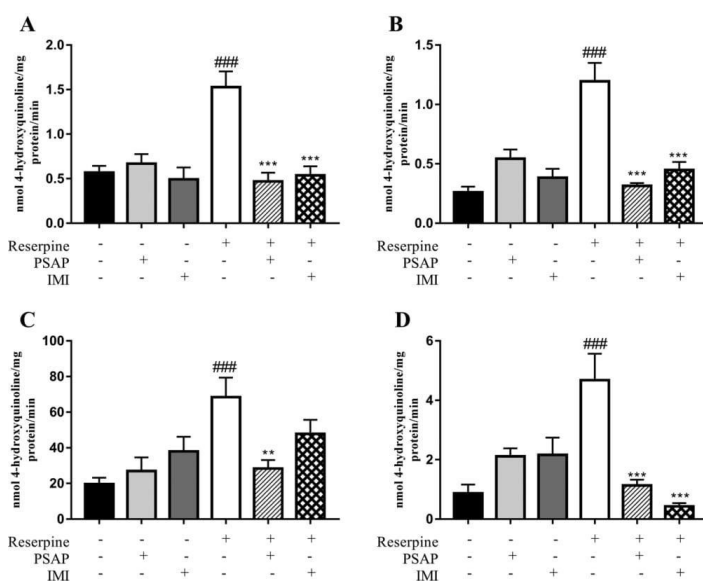 A
nmol 4-hydroxyquinoline/mg
protein/min
2.0
1.5
1.0
0.5
0.0
###
***
***
Reserpine - - - + + +
PSAP - + - - + -
IMI - - + - - +
B
nmol 4-hydroxyquinoline/mg
protein/min
1.5
1.0
0.5
0.0
###
***
***
Reserpine - - - + + +
PSAP - + - - + -
IMI - - + - - +
C
nmol 4-hydroxyquinoline/mg
protein/min
100
80
60
40
20
0
###
**
Reserpine - - - + + +
PSAP - + - - + -
IMI - - + - - +
D
nmol 4-hydroxyquinoline/mg
protein/min
6
4
2
0
###
***
***
Reserpine - - - + + +
PSAP - + - - + -
IMI - - + - - +